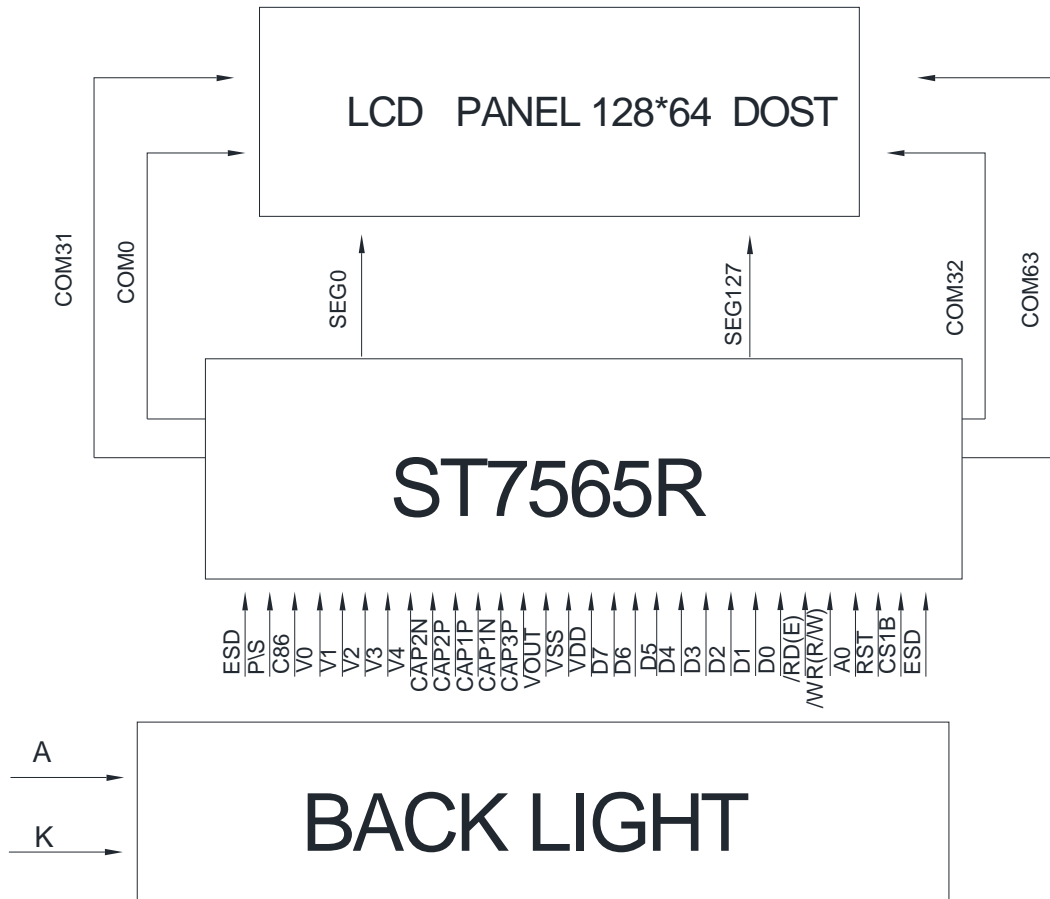 LCD PANEL 128*64 DOST
COM31
COM0
SEG0
SEG127
COM32
COM63
ST7565R
ESD
P\S
C86
V0
V1
V2
V3
V4
CAP2N
CAP2P
CAP1P
CAP1N
CAP3P
VOUT
VSS
VDD
D7
D6
D5
D4
D3
D2
D1
D0
/RD(E)
/WR(R/W)
A0
RST
CS1B
ESD
A
K
BACK LIGHT